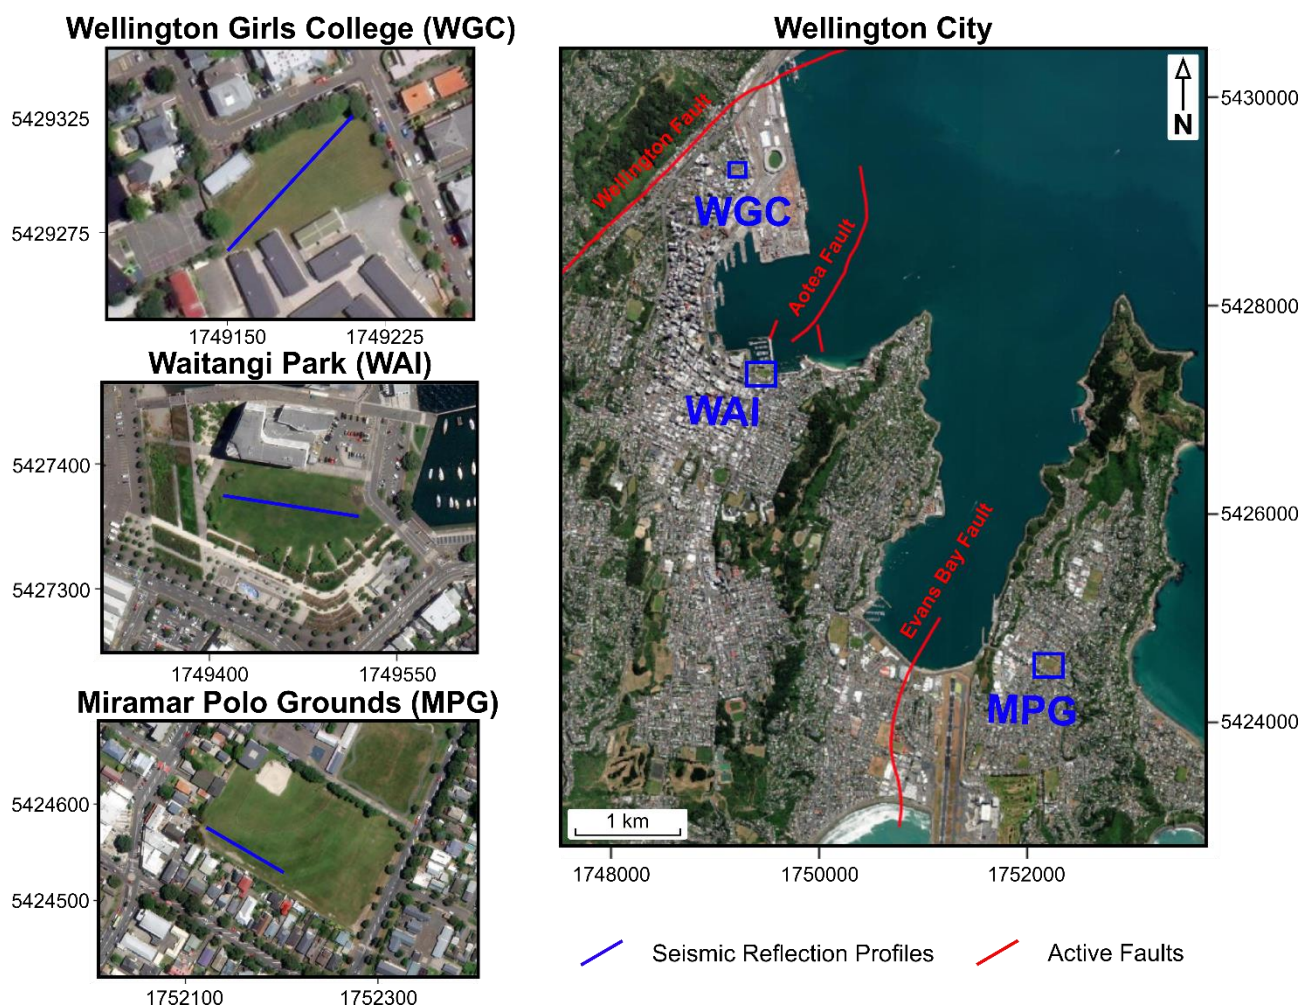 Wellington Girls College (WGC)
5429325
5429275
1749150
1749225
Waitangi Park (WAI)
5427400
5427300
1749400
1749550
Miramar Polo Grounds (MPG)
5424600
5424500
1752100
1752300
Wellington City
N
Wellington Fault
WGC
Aotea Fault
WAI
Evans Bay Fault
MPG
1 km
5430000
5428000
5426000
5424000
1748000
1750000
1752000
Seismic Reflection Profiles
Active Faults